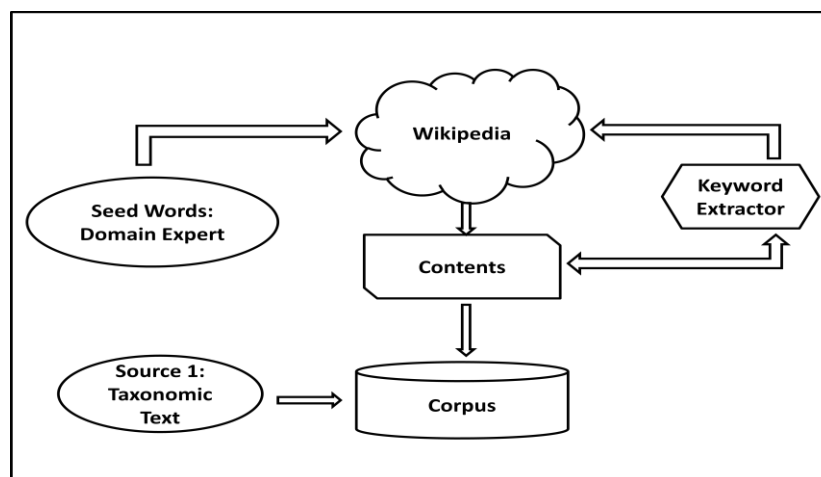 Wikipedia
Seed Words:
Domain Expert
Keyword
Extractor
Contents
Source 1:
Taxonomic
Text
Corpus